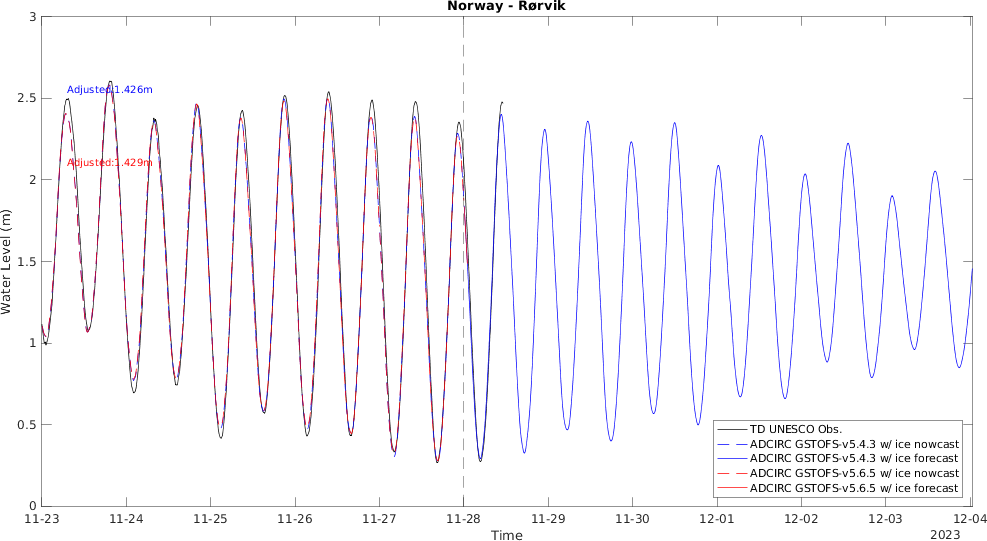 Norway - Rørvik
3
2.5
2
1.5
1
0.5
0
Water Level (m)
Adjusted:1.426m
Adjusted:1.429m
TD UNESCO Obs.
ADCIRC GSTOFS-v5.4.3 w/ ice nowcast
ADCIRC GSTOFS-v5.4.3 w/ ice forecast
ADCIRC GSTOFS-v5.6.5 w/ ice nowcast
ADCIRC GSTOFS-v5.6.5 w/ ice forecast
11-23 11-24 11-25 11-26 11-27 11-28 11-29 11-30 12-01 12-02 12-03 12-04
Time
2023